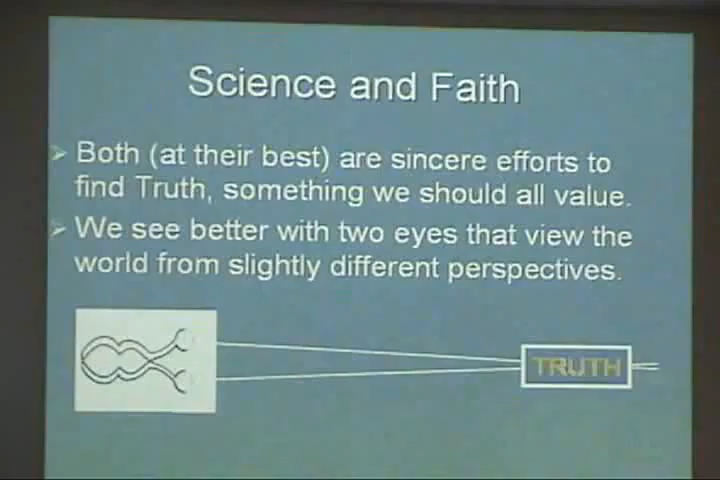 Science and Faith
Both (at their best) are sincere efforts to
find Truth, something we should all value.
We see better with two eyes that view the
world from slightly different perspectives.
TRUTH